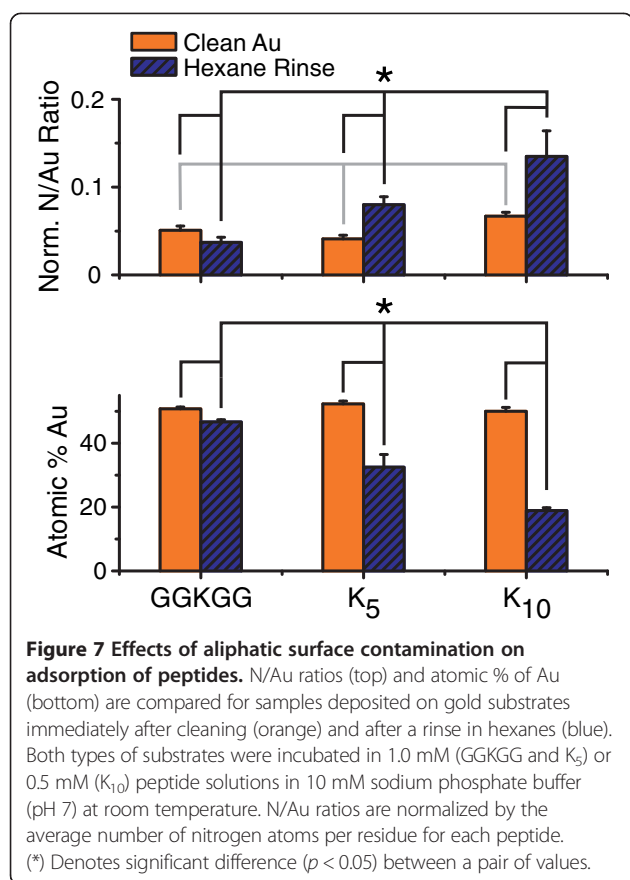 Clean Au
Hexane Rinse
*
0.2
0.1
0
Norm. N/Au Ratio
*
40
20
0
Atomic % Au
GGKGG K5 K10
Figure 7 Effects of aliphatic surface contamination on
adsorption of peptides. N/Au ratios (top) and atomic % of Au
(bottom) are compared for samples deposited on gold substrates
immediately after cleaning (orange) and after a rinse in hexanes (blue).
Both types of substrates were incubated in 1.0 mM (GGKGG and K5) or
0.5 mM (K10) peptide solutions in 10 mM sodium phosphate buffer
(pH 7) at room temperature. N/Au ratios are normalized by the
average number of nitrogen atoms per residue for each peptide.
(*) Denotes significant difference (p < 0.05) between a pair of values.